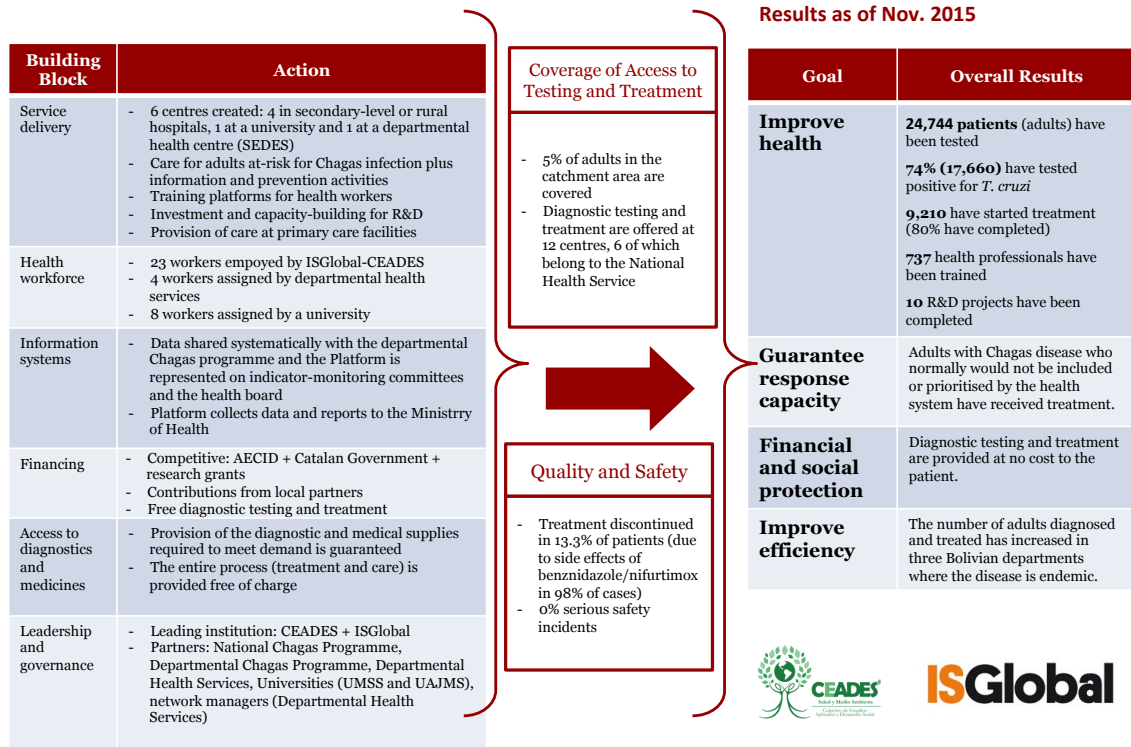 Results as of Nov. 2015
Building
Block
Action
Service
delivery
- 6 centres created: 4 in secondary-level or rural
hospitals, 1 at a university and 1 at a departmental
health centre (SEDES)
- Care for adults at-risk for Chagas infection plus
information and prevention activities
- Training platforms for health workers
- Investment and capacity-building for R&D
- Provision of care at primary care facilities
Health
workforce
- 23 workers empoyed by ISGlobal-CEADES
- 4 workers assigned by departmental health
services
- 8 workers assigned by a university
Information
systems
- Data shared systematically with the departmental
Chagas programme and the Platform is
represented on indicator-monitoring committees
and the health board
- Platform collects data and reports to the Ministrry
of Health
Financing
- Competitive: AECID + Catalan Government +
research grants
- Contributions from local partners
- Free diagnostic testing and treatment
Access to
diagnostics
and
medicines
- Provision of the diagnostic and medical supplies
required to meet demand is guaranteed
- The entire process (treatment and care) is
provided free of charge
Leadership
and
governance
- Leading institution: CEADES + ISGlobal
- Partners: National Chagas Programme,
Departmental Chagas Programme, Departmental
Health Services, Universities (UMSS and UAJMS),
network managers (Departmental Health
Services)
Coverage of Access to
Testing and Treatment
- 5% of adults in the
catchment area are
covered
- Diagnostic testing and
treatment are offered at
12 centres, 6 of which
belong to the National
Health Service
Quality and Safety
- Treatment discontinued
in 13.3% of patients (due
to side effects of
benznidazole/nifurtimox
in 98% of cases)
- 0% serious safety
incidents
Goal
Overall Results
Improve
health
24,744 patients (adults) have
been tested
74% (17,660) have tested
positive for T. cruzi
9,210 have started treatment
(80% have completed)
737 health professionals have
been trained
10 R&D projects have been
completed
Guarantee
response
capacity
Adults with Chagas disease who
normally would not be included
or prioritised by the health
system have received treatment.
Financial
and social
protection
Diagnostic testing and treatment
are provided at no cost to the
patient.
Improve
efficiency
The number of adults diagnosed
and treated has increased in
three Bolivian departments
where the disease is endemic.
CEADES
Salud y Medio Ambiente
Colectivo de Estudios
Aplicados y Desarrollo Social
ISGlobal